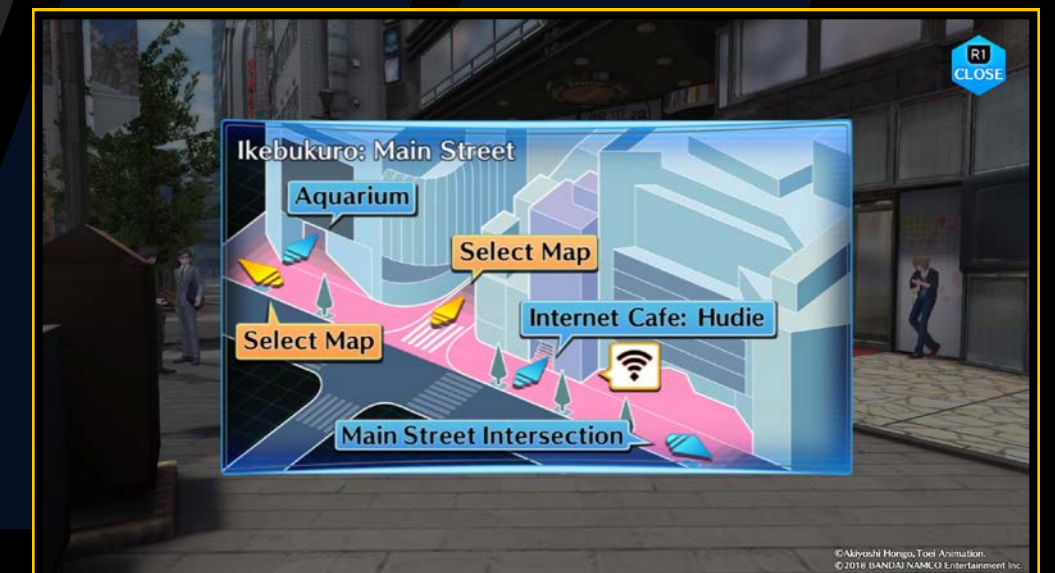 R1
CLOSE
Ikebukuro: Main Street
Aquarium
Select Map
Internet Cafe: Hudie
Select Map
Main Street Intersection
©Akiyoshi Hongo, Toei Animation.
©2018 BANDAI NAMCO Entertainment Inc.